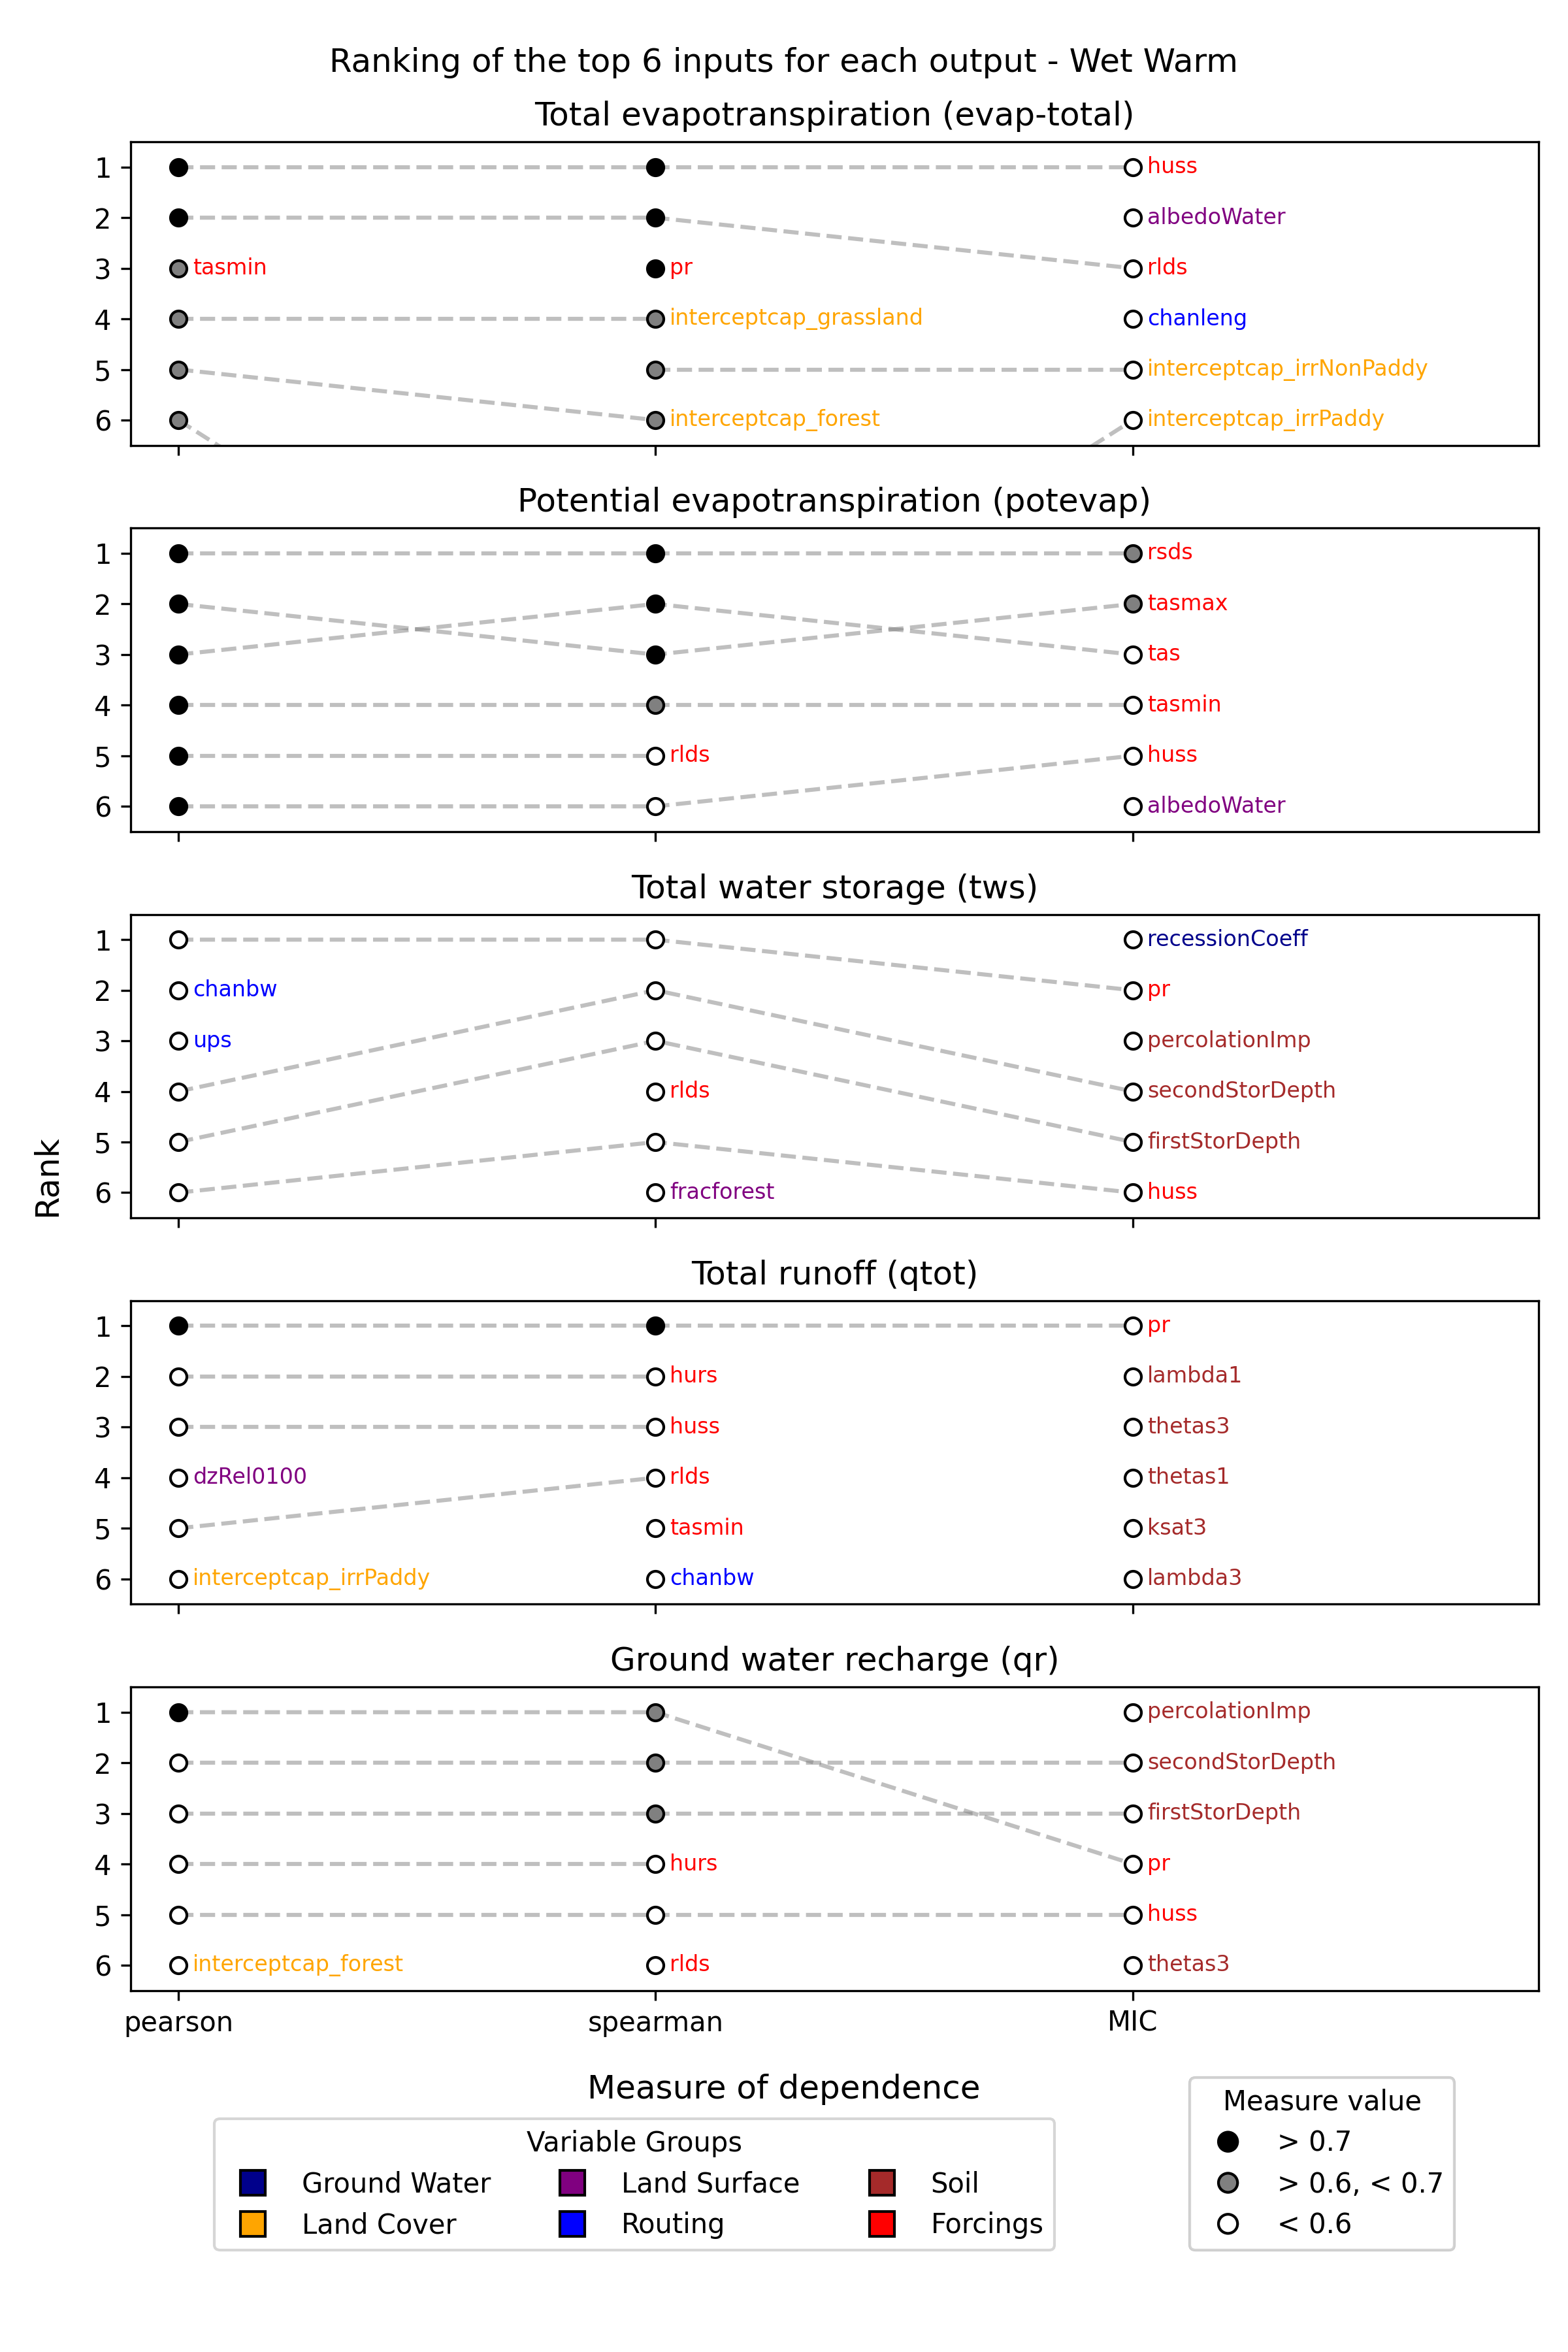 Ranking of the top 6 inputs for each output - Wet Warm
Total evapotranspiration (evap-total)
1 huss
2 albedoWater
3 tasmin pr rlds
4 interceptcap_grassland chanleng
5 interceptcap_irrNonPaddy
6 interceptcap_forest interceptcap_irrPaddy
Potential evapotranspiration (potevap)
1 rsds
2 tasmax
3 tas
4 tasmin
5 rlds huss
6 albedoWater
Total water storage (tws)
1 recessionCoeff
2 chanbw pr
3 ups percolationImp
4 rlds secondStorDepth
5 firstStorDepth
6 fracforest huss
Rank
Total runoff (qtot)
1 pr
2 hurs lambda1
3 huss thetas3
4 dzRel0100 rlds thetas1
5 tasmin ksat3
6 interceptcap_irrPaddy chanbw lambda3
Ground water recharge (qr)
1 percolationImp
2 secondStorDepth
3 firstStorDepth
4 hurs pr
5 huss
6 interceptcap_forest rlds thetas3
pearson spearman MIC
Measure of dependence
Variable Groups
Ground Water Land Surface Soil
Land Cover Routing Forcings
Measure value
> 0.7
> 0.6, < 0.7
< 0.6